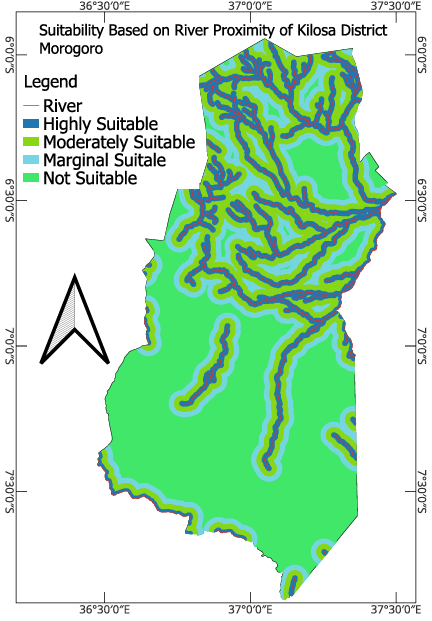 Suitability Based on River Proximity of Kilosa District
Morogoro
Legend
River
Highly Suitable
Moderately Suitable
Marginal Suitale
Not Suitable
36°30'0"E 37°0'0"E 37°30'0"E
6°0'0"S 6°0'0"S
6°30'0"S 6°30'0"S
7°0'0"S 7°0'0"S
7°30'0"S 7°30'0"S
36°30'0"E 37°0'0"E 37°30'0"E